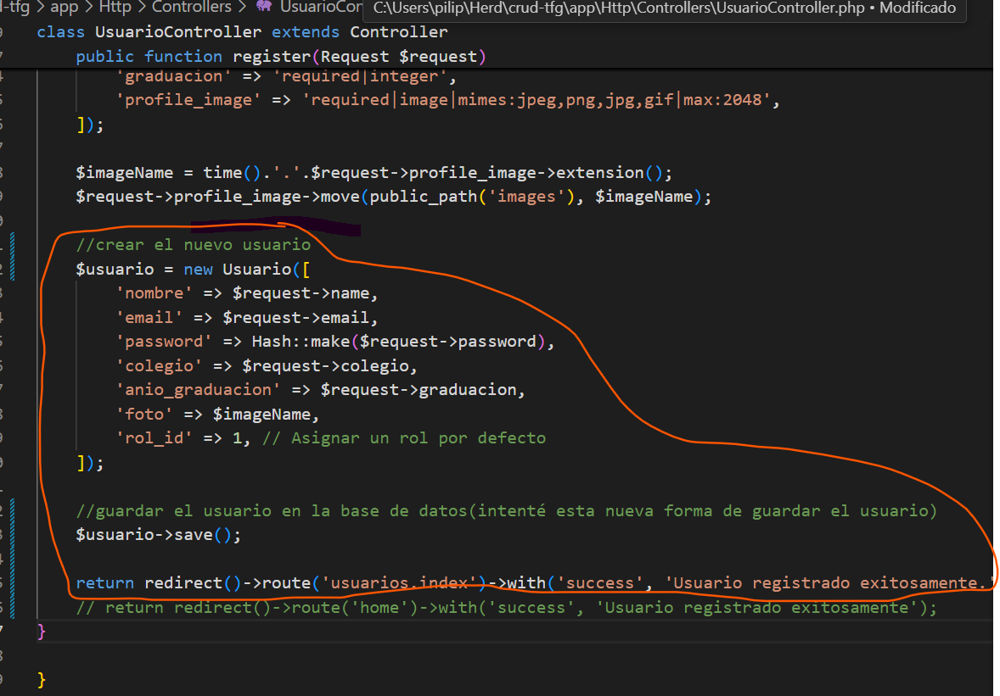 -tfg > app > Http > Controllers > UsuarioCon
C:\Users\pilip\Herd\crud-tfg\app\Http\Controllers\UsuarioController.php • Modificado
class UsuarioController extends Controller
public function register(Request $request)
'graduacion' => 'required|integer',
'profile_image' => 'required|image|mimes:jpeg,png,jpg,gif|max:2048',
]);
$imageName = time().'.'.$request->profile_image->extension();
$request->profile_image->move(public_path('images'), $imageName);
//crear el nuevo usuario
$usuario = new Usuario([
'nombre' => $request->name,
'email' => $request->email,
'password' => Hash::make($request->password),
'colegio' => $request->colegio,
'anio_graduacion' => $request->graduacion,
'foto' => $imageName,
'rol_id' => 1, // Asignar un rol por defecto
]);
//guardar el usuario en la base de datos(intenté esta nueva forma de guardar el usuario)
$usuario->save();
return redirect()->route('usuarios.index')->with('success', 'Usuario registrado exitosamente.'
// return redirect()->route('home')->with('success', 'Usuario registrado exitosamente');
}
}